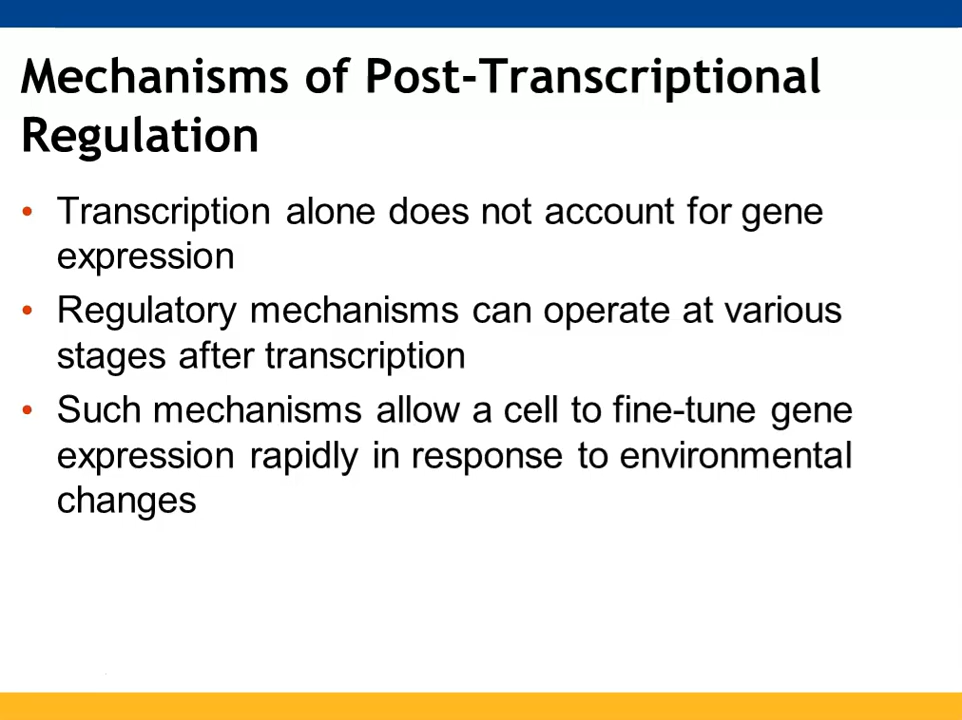 Mechanisms of Post-Transcriptional
Regulation
• Transcription alone does not account for gene
expression
• Regulatory mechanisms can operate at various
stages after transcription
• Such mechanisms allow a cell to fine-tune gene
expression rapidly in response to environmental
changes